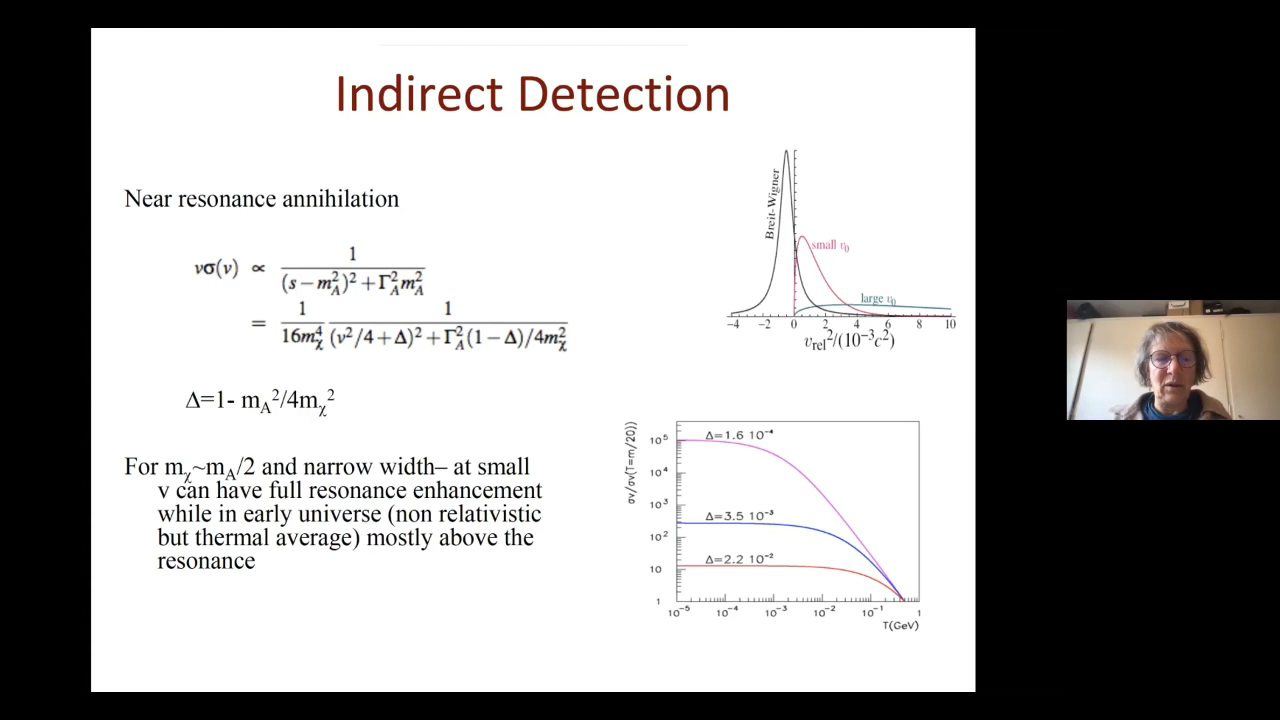 Indirect Detection
Near resonance annihilation
vσ(v) ∝ 1 / ((s−m_A²)² + Γ_A² m_A²)
= 1/(16m_χ⁴) 1/((v²/4+Δ)² + Γ_A²(1−Δ)/4m_χ²)
Δ=1- m_A²/4m_χ²
For m_χ~m_A/2 and narrow width– at small
v can have full resonance enhancement
while in early universe (non relativistic
but thermal average) mostly above the
resonance
Breit-Wigner
small v₀
large v₀
−4 −2 0 2 4 6 8 10
v_rel²/(10⁻³c²)
σv/σv(T=m/20))
10⁵
10⁴
10³
10²
10
1
Δ=1.6 10⁻⁴
Δ=3.5 10⁻³
Δ=2.2 10⁻²
10⁻⁵ 10⁻⁴ 10⁻³ 10⁻² 10⁻¹ 1
T(GeV)